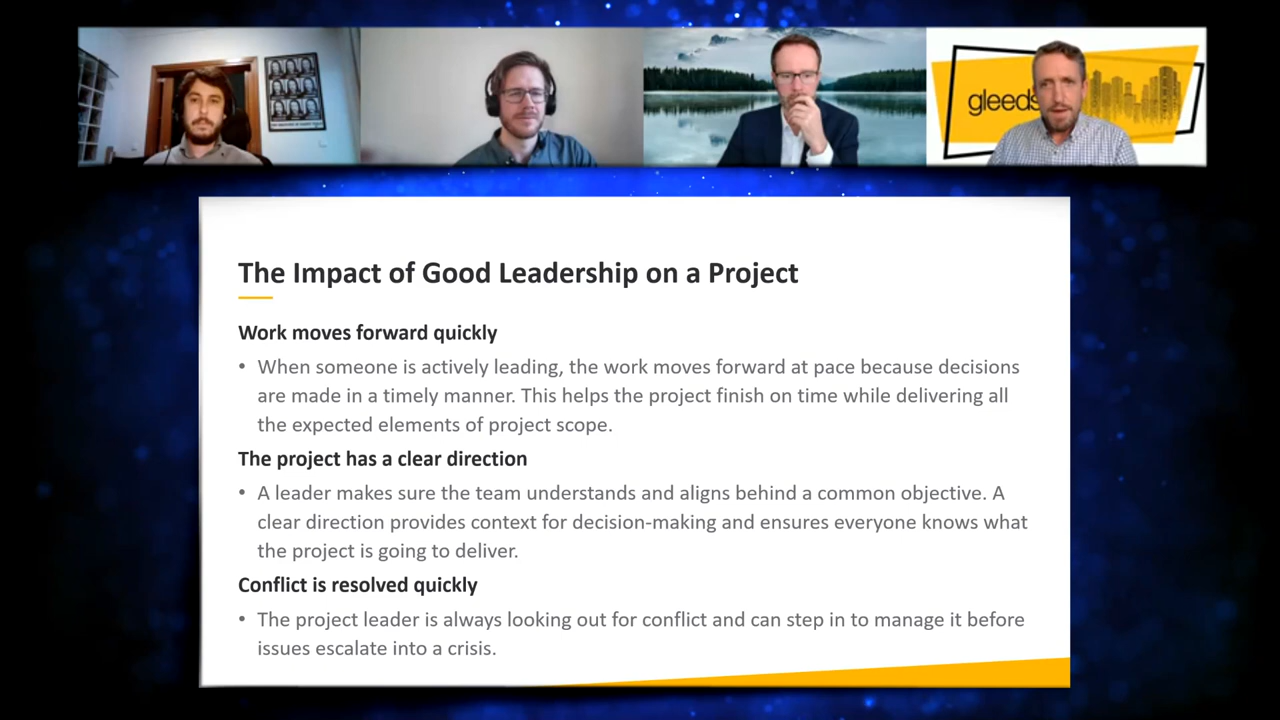 gleeds
The Impact of Good Leadership on a Project
Work moves forward quickly
• When someone is actively leading, the work moves forward at pace because decisions
are made in a timely manner. This helps the project finish on time while delivering all
the expected elements of project scope.
The project has a clear direction
• A leader makes sure the team understands and aligns behind a common objective. A
clear direction provides context for decision-making and ensures everyone knows what
the project is going to deliver.
Conflict is resolved quickly
• The project leader is always looking out for conflict and can step in to manage it before
issues escalate into a crisis.